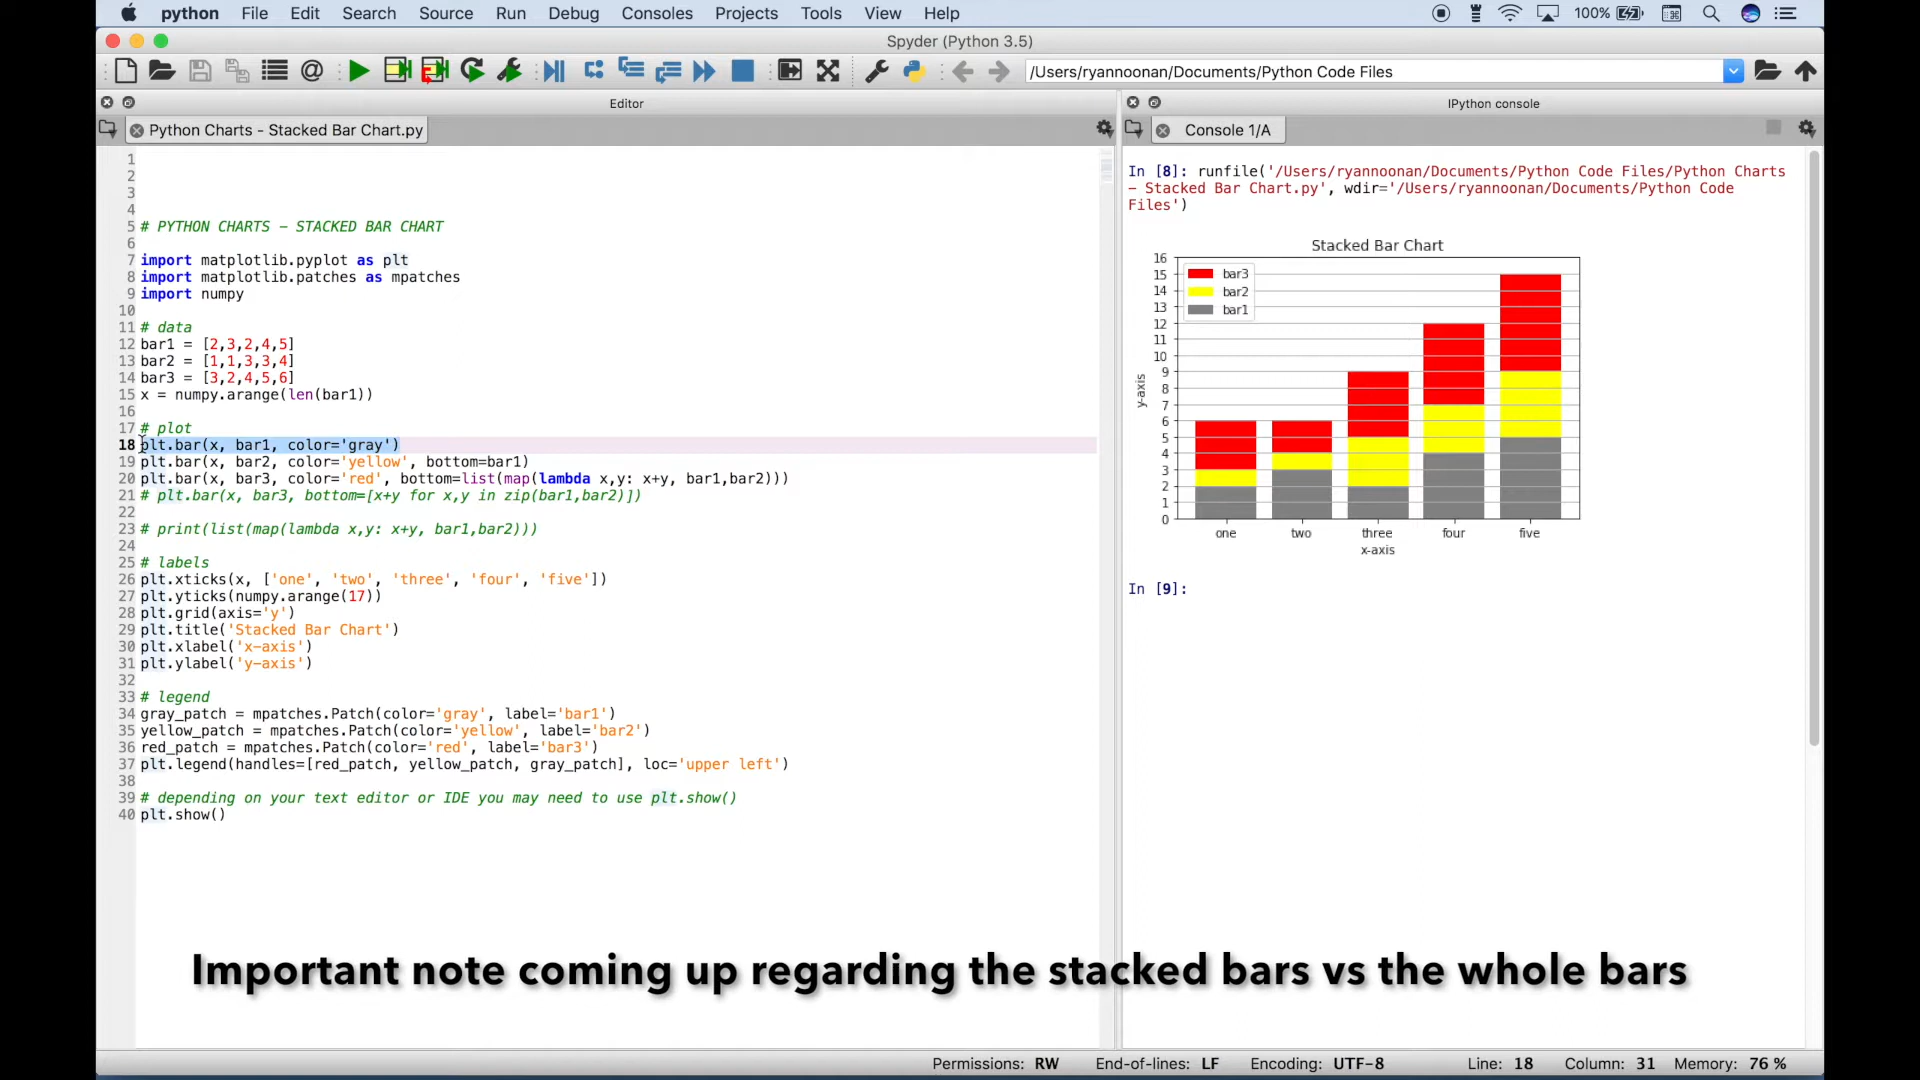 python File Edit Search Source Run Debug Consoles Projects Tools View Help 100%
Spyder (Python 3.5)
/Users/ryannoonan/Documents/Python Code Files
Editor
IPython console
Python Charts - Stacked Bar Chart.py
Console 1/A
1
2
3
4
5 # PYTHON CHARTS - STACKED BAR CHART
6
7 import matplotlib.pyplot as plt
8 import matplotlib.patches as mpatches
9 import numpy
10
11 # data
12 bar1 = [2,3,2,4,5]
13 bar2 = [1,1,3,3,4]
14 bar3 = [3,2,4,5,6]
15 x = numpy.arange(len(bar1))
16
17 # plot
18 plt.bar(x, bar1, color='gray')
19 plt.bar(x, bar2, color='yellow', bottom=bar1)
20 plt.bar(x, bar3, color='red', bottom=list(map(lambda x,y: x+y, bar1,bar2)))
21 # plt.bar(x, bar3, bottom=[x+y for x,y in zip(bar1,bar2)])
22
23 # print(list(map(lambda x,y: x+y, bar1,bar2)))
24
25 # labels
26 plt.xticks(x, ['one', 'two', 'three', 'four', 'five'])
27 plt.yticks(numpy.arange(17))
28 plt.grid(axis='y')
29 plt.title('Stacked Bar Chart')
30 plt.xlabel('x-axis')
31 plt.ylabel('y-axis')
32
33 # legend
34 gray_patch = mpatches.Patch(color='gray', label='bar1')
35 yellow_patch = mpatches.Patch(color='yellow', label='bar2')
36 red_patch = mpatches.Patch(color='red', label='bar3')
37 plt.legend(handles=[red_patch, yellow_patch, gray_patch], loc='upper left')
38
39 # depending on your text editor or IDE you may need to use plt.show()
40 plt.show()
In [8]: runfile('/Users/ryannoonan/Documents/Python Code Files/Python Charts
- Stacked Bar Chart.py', wdir='/Users/ryannoonan/Documents/Python Code
Files')
Stacked Bar Chart
16
15
14
13
12
11
10
9
8
7
6
5
4
3
2
1
0
y-axis
bar3
bar2
bar1
one two three four five
x-axis
In [9]:
Important note coming up regarding the stacked bars vs the whole bars
Permissions: RW End-of-lines: LF Encoding: UTF-8 Line: 18 Column: 31 Memory: 76 %